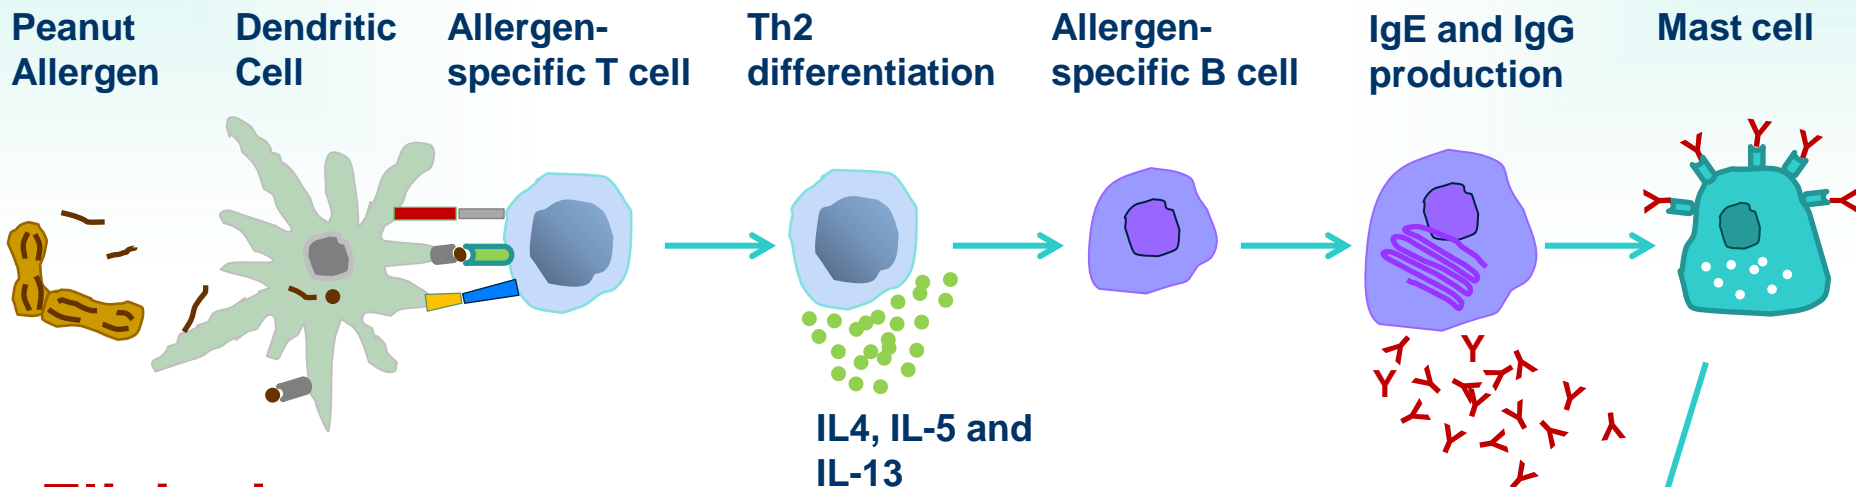 Peanut
Allergen
Dendritic
Cell
Allergen-
specific T cell
Th2
differentiation
Allergen-
specific B cell
IgE and IgG
production
Mast cell
IL4, IL-5 and
IL-13